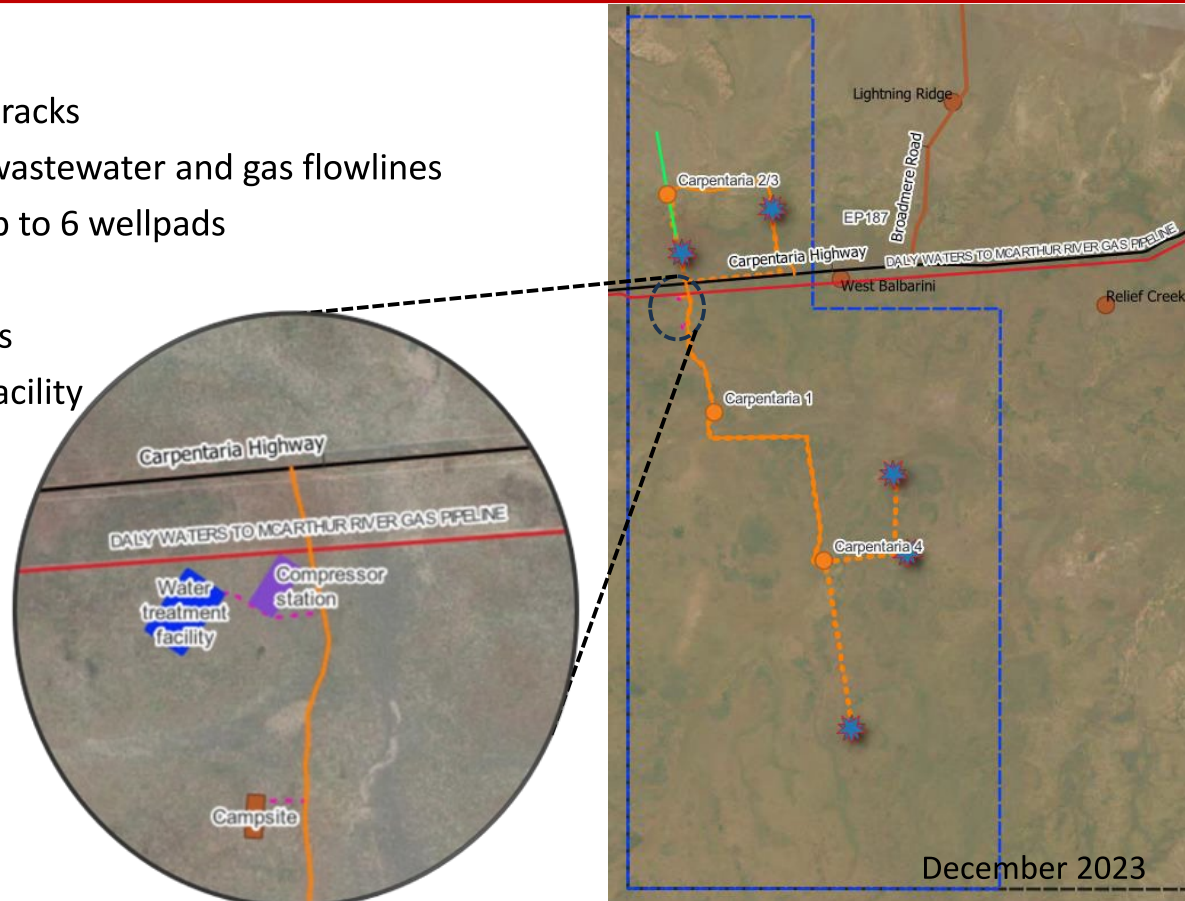 racks
wastewater and gas flowlines
p to 6 wellpads
s
acility
Lightning Ridge
Carpentaria 2/3
Broadmere Road
EP187
Carpentaria Highway
DALY WATERS TO MCARTHUR RIVER GAS PIPELINE
West Balbarini
Relief Creek
Carpentaria 1
Carpentaria 4
December 2023
Carpentaria Highway
DALY WATERS TO MCARTHUR RIVER GAS PIPELINE
Compressor
station
Water
treatment
facility
Campsite